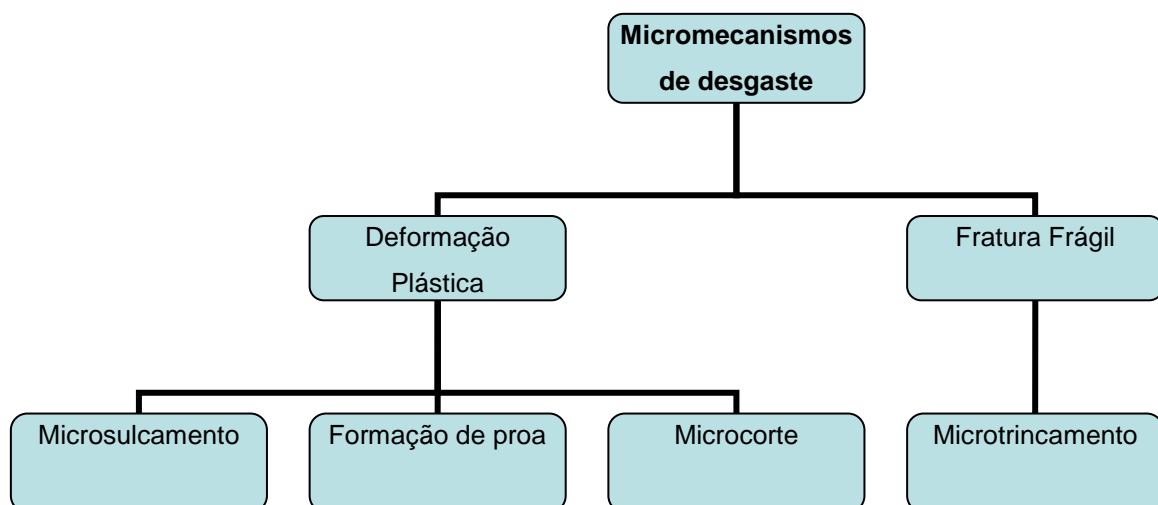 Micromecanismos
de desgaste
Deformação
Plástica
Fratura Frágil
Microsulcamento
Formação de proa
Microcorte
Microtrincamento